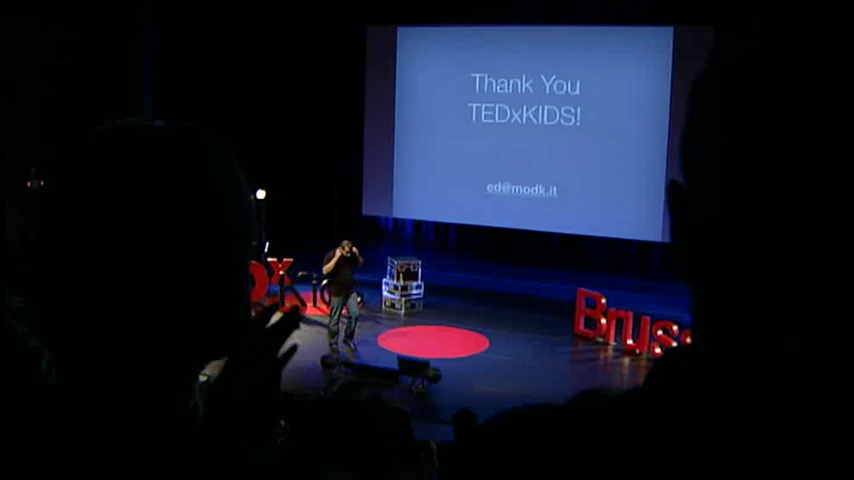 Thank You
TEDxKIDS!
ed@modk.it
x
Brus